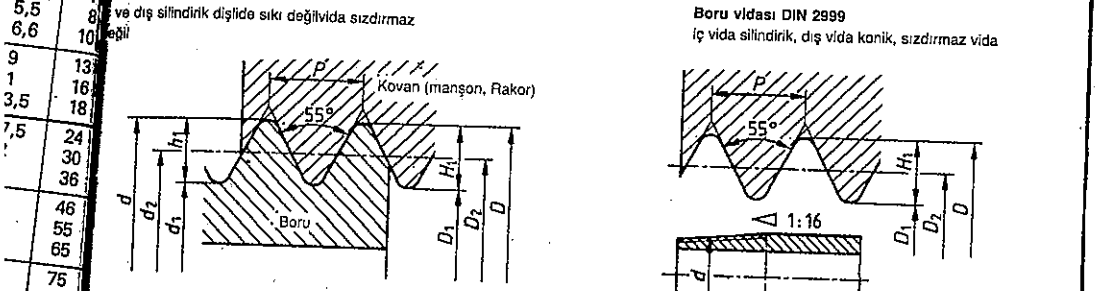 5,5
6,6
9
1
3,5
7,5
8
10
13
16
18
24
30
36
46
55
65
75
ve dış silindirik dişlide sıkı değilvida sızdırmaz
eğil
P
Kovan (manşon, Rakor)
55°
h₁
H₁
d
d₂
d₁
D₁
D₂
D
Boru
Boru vidası DIN 2999
iç vida silindirik, dış vida konik, sızdırmaz vida
P
55°
H₁
D₁
D₂
D
1:16
d